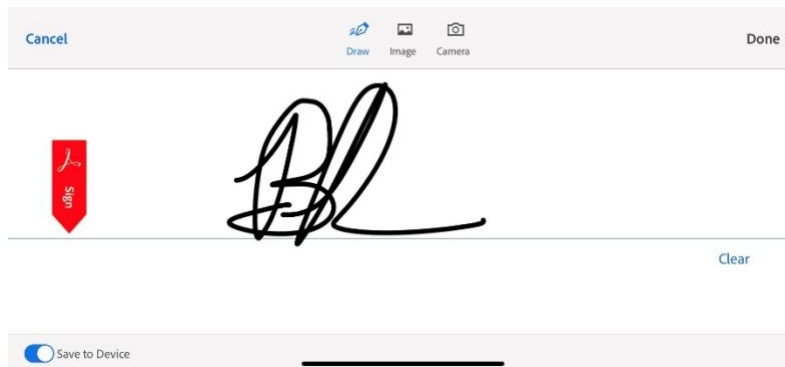 Cancel
Draw Image Camera
Done
Sign
Clear
Save to Device